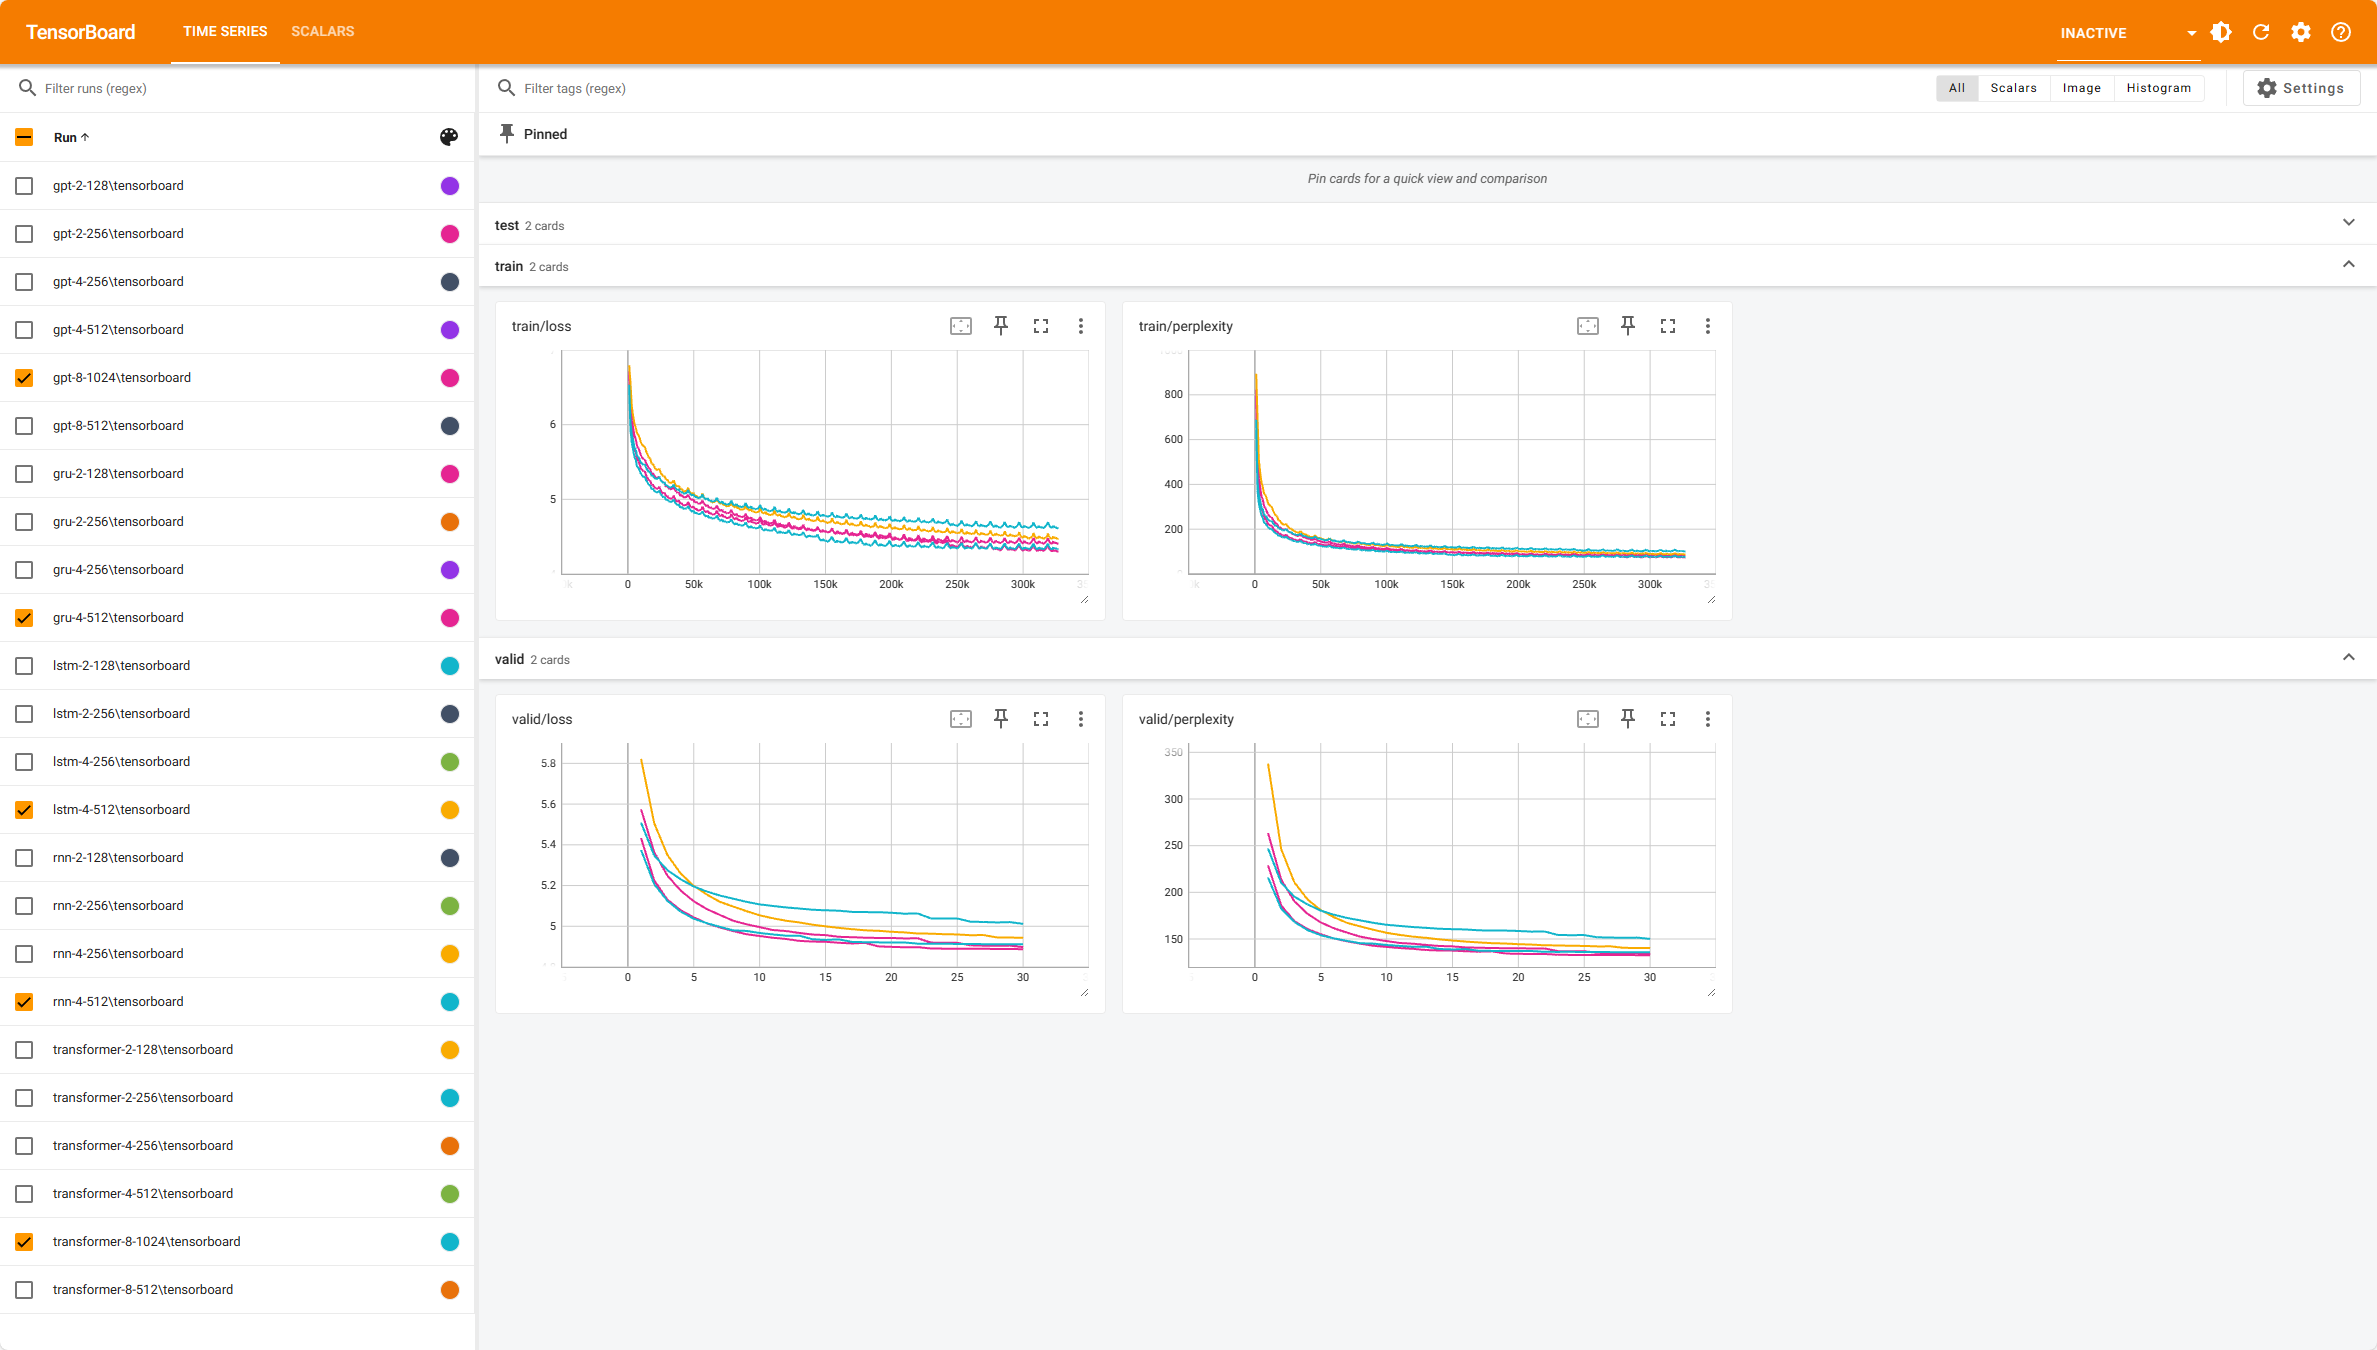 TensorBoard
TIME SERIES
SCALARS
INACTIVE
Filter runs (regex)
Run
gpt-2-128\tensorboard
gpt-2-256\tensorboard
gpt-4-256\tensorboard
gpt-4-512\tensorboard
gpt-8-1024\tensorboard
gpt-8-512\tensorboard
gru-2-128\tensorboard
gru-2-256\tensorboard
gru-4-256\tensorboard
gru-4-512\tensorboard
lstm-2-128\tensorboard
lstm-2-256\tensorboard
lstm-4-256\tensorboard
lstm-4-512\tensorboard
rnn-2-128\tensorboard
rnn-2-256\tensorboard
rnn-4-256\tensorboard
rnn-4-512\tensorboard
transformer-2-128\tensorboard
transformer-2-256\tensorboard
transformer-4-256\tensorboard
transformer-4-512\tensorboard
transformer-8-1024\tensorboard
transformer-8-512\tensorboard
Filter tags (regex)
All Scalars Image Histogram
Settings
Pinned
Pin cards for a quick view and comparison
test 2 cards
train 2 cards
train/loss
6
5
0 50k 100k 150k 200k 250k 300k
train/perplexity
800
600
400
200
0 50k 100k 150k 200k 250k 300k
valid 2 cards
valid/loss
5.8
5.6
5.4
5.2
5
0 5 10 15 20 25 30
valid/perplexity
350
300
250
200
150
0 5 10 15 20 25 30